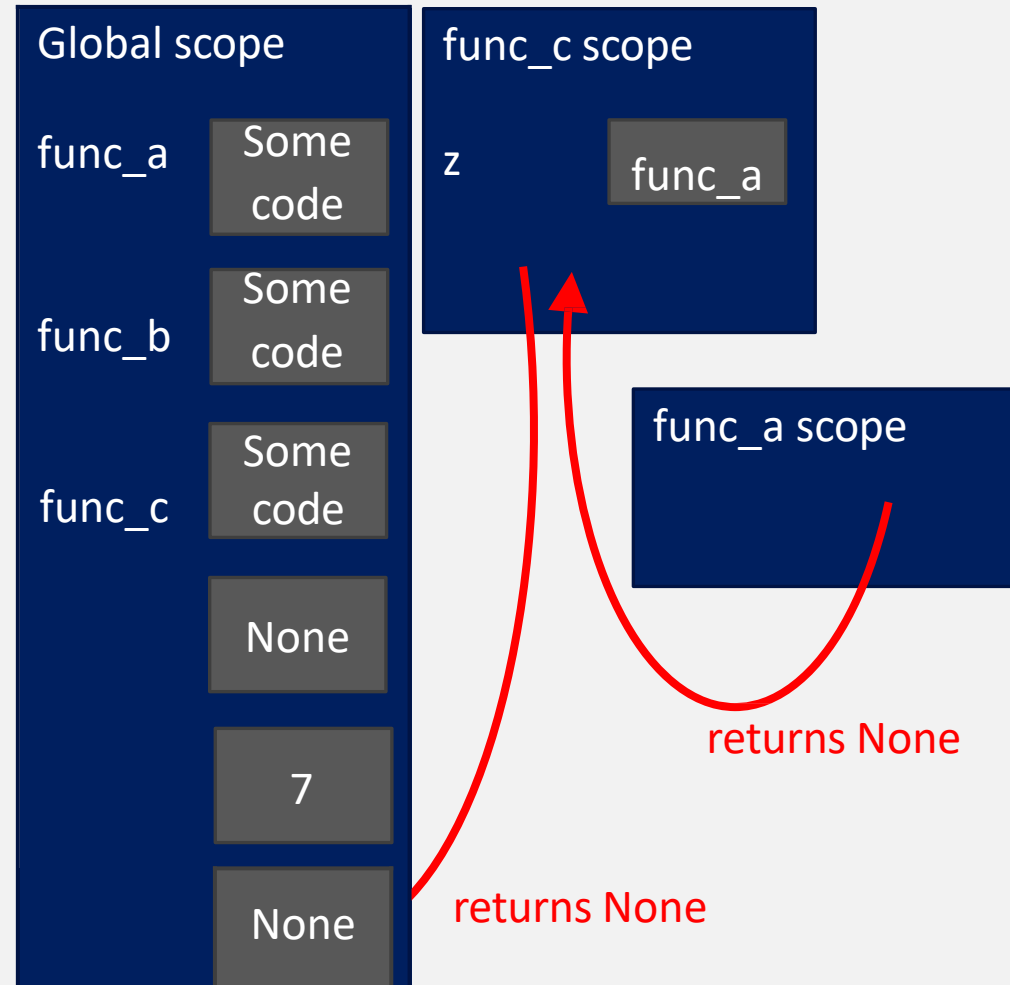 Global scope
func_a
Some
code
func_b
Some
code
func_c
Some
code
None
7
None
func_c scope
z
func_a
func_a scope
returns None
returns None